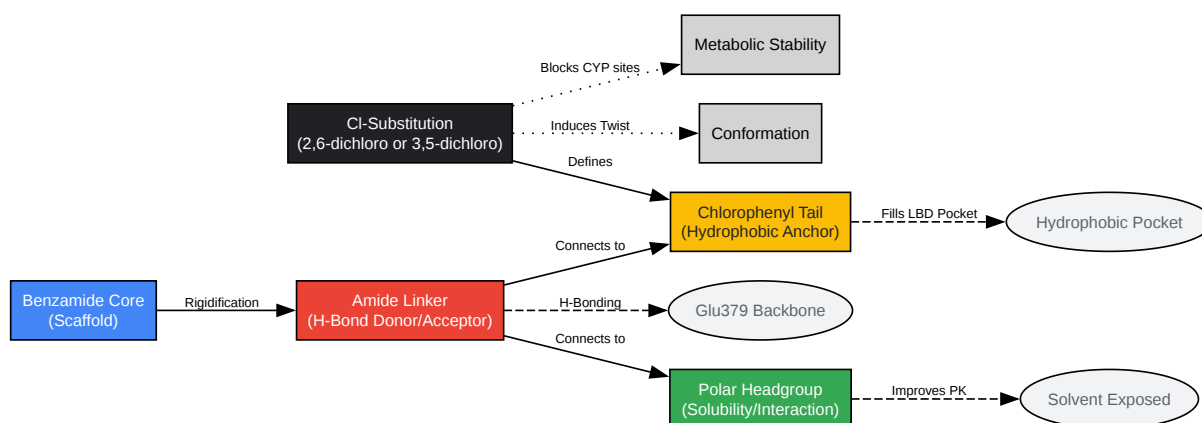 Metabolic Stability
Blocks CYP sites
Cl-Substitution
(2,6-dichloro or 3,5-dichloro)
Induces Twist
Conformation
Defines
Chlorophenyl Tail
(Hydrophobic Anchor)
Fills LBD Pocket
Hydrophobic Pocket
Connects to
Benzamide Core
(Scaffold)
Rigidification
Amide Linker
(H-Bond Donor/Acceptor)
H-Bonding
Glu379 Backbone
Connects to
Polar Headgroup
(Solubility/Interaction)
Improves PK
Solvent Exposed